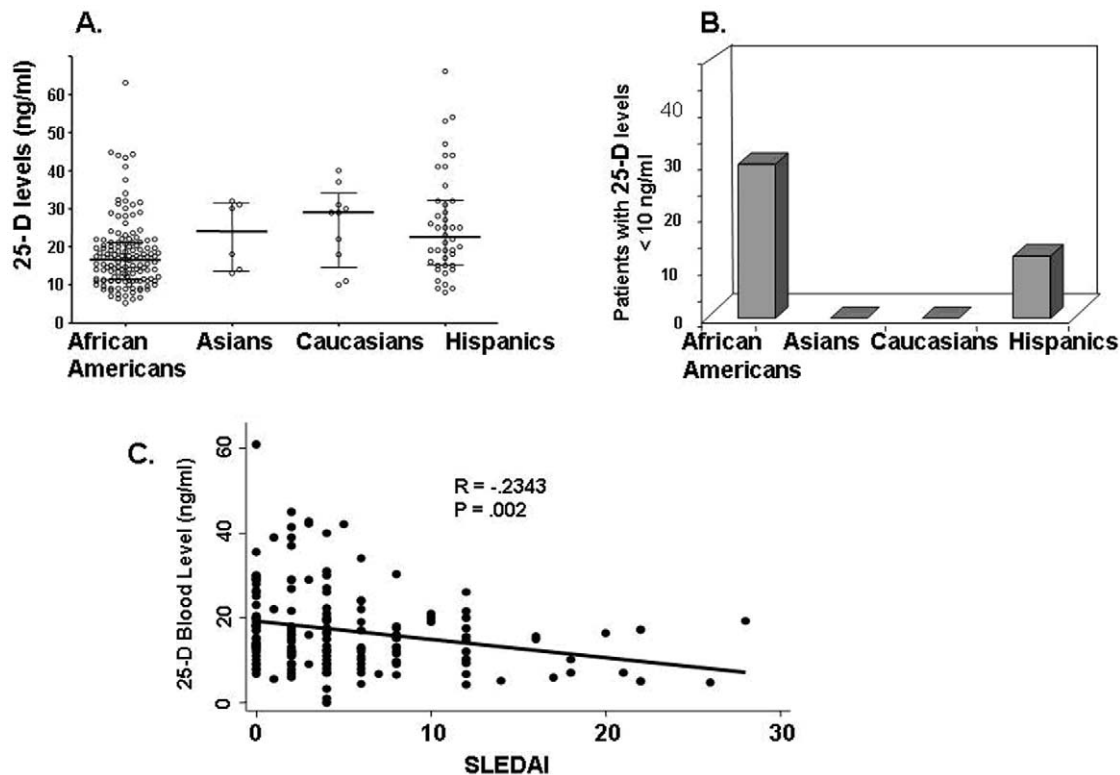 A.
25- D levels (ng/ml)
60
50
40
30
20
10
0
African Americans
Asians
Caucasians
Hispanics
B.
Patients with 25-D levels
< 10 ng/ml
40
30
20
10
0
African Americans
Asians
Caucasians
Hispanics
C.
25-D Blood Level (ng/ml)
60
40
20
0
R = -.2343
P = .002
0 10 20 30
SLEDAI